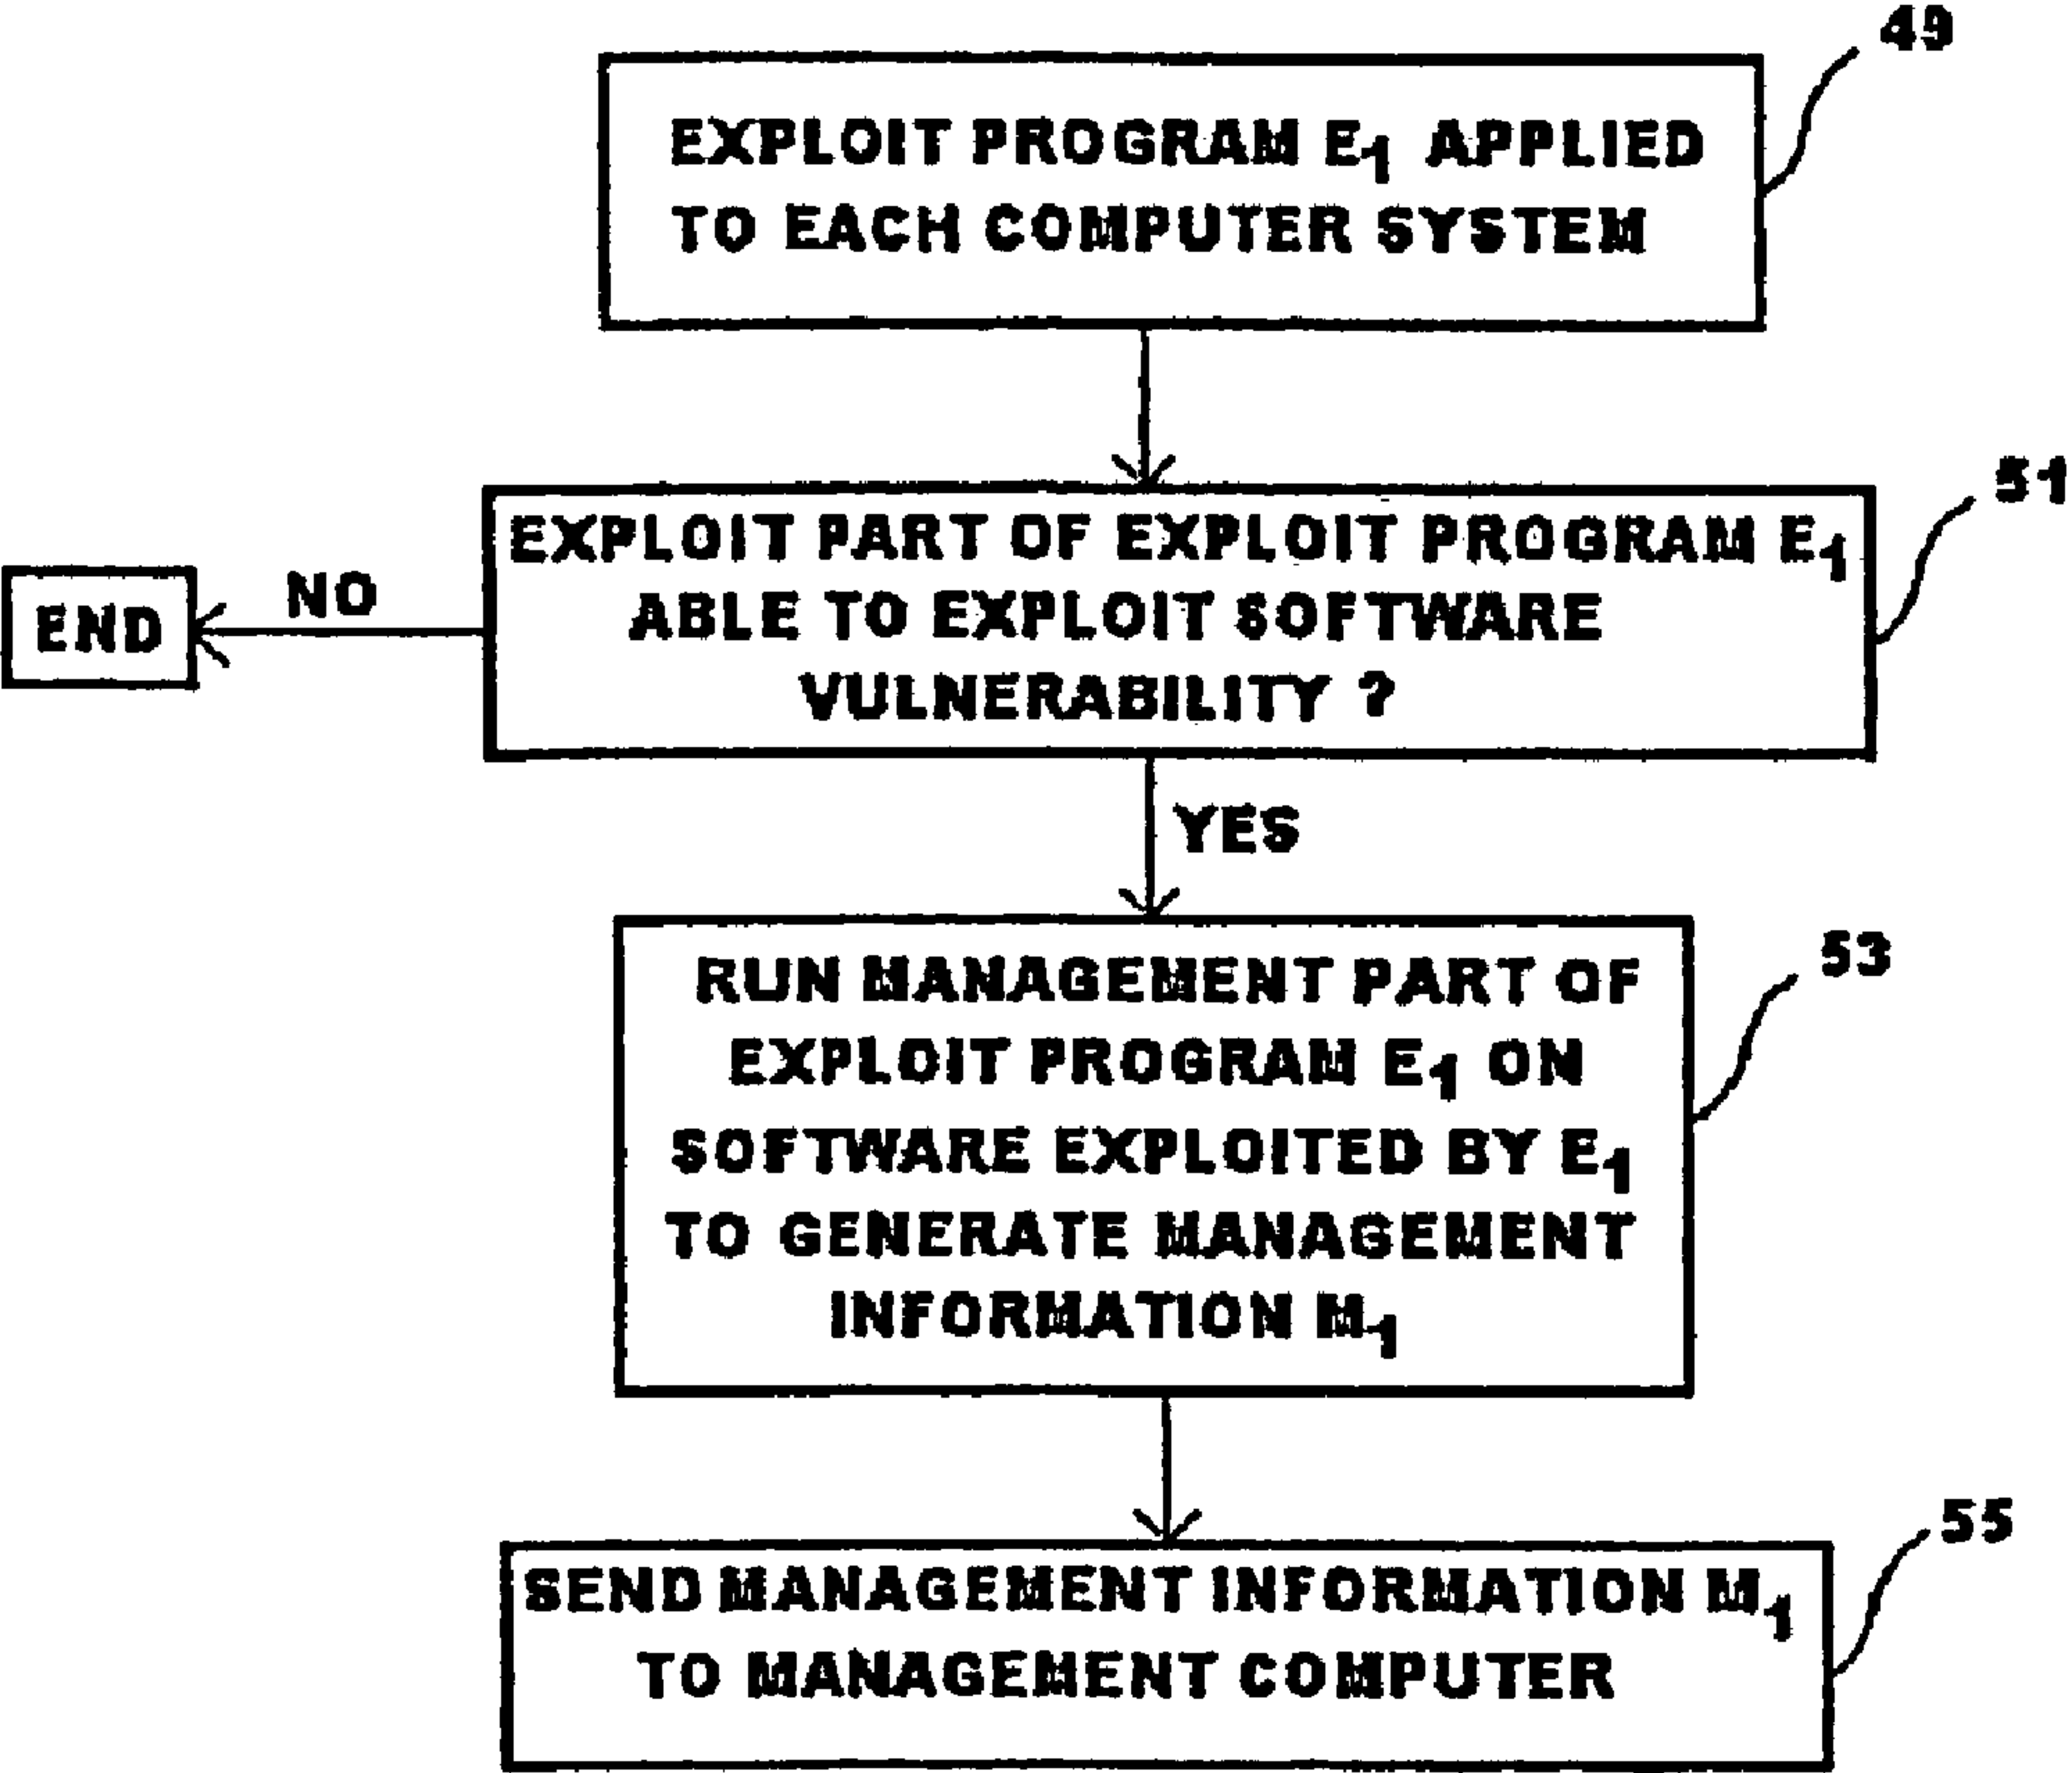 49
EXPLOIT PROGRAM E₁ APPLIED
TO EACH COMPUTER SYSTEM
51
EXPLOIT PART OF EXPLOIT PROGRAM E₁
ABLE TO EXPLOIT SOFTWARE
VULNERABILITY ?
NO
END
YES
53
RUN MANAGEMENT PART OF
EXPLOIT PROGRAM E₁ ON
SOFTWARE EXPLOITED BY E₁
TO GENERATE MANAGEMENT
INFORMATION M₁
55
SEND MANAGEMENT INFORMATION M₁
TO MANAGEMENT COMPUTER